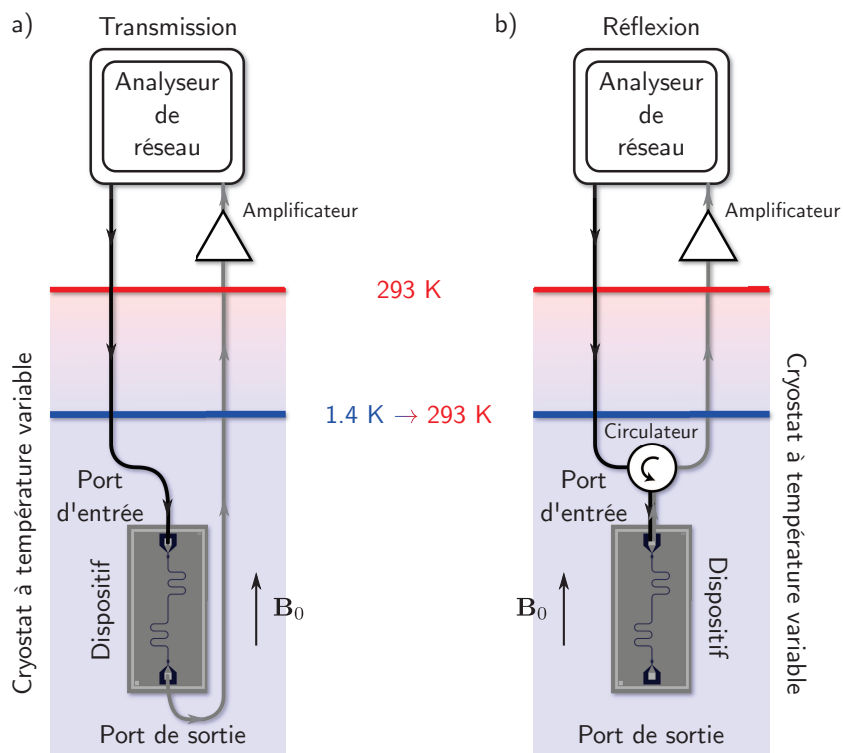 a)
Transmission
Analyseur
de
réseau
Amplificateur
293 K
1.4 K → 293 K
Cryostat à température variable
Port
d'entrée
Dispositif
B₀
Port de sortie
b)
Réflexion
Analyseur
de
réseau
Amplificateur
Circulateur
Port
d'entrée
B₀
Dispositif
Cryostat à température variable
Port de sortie